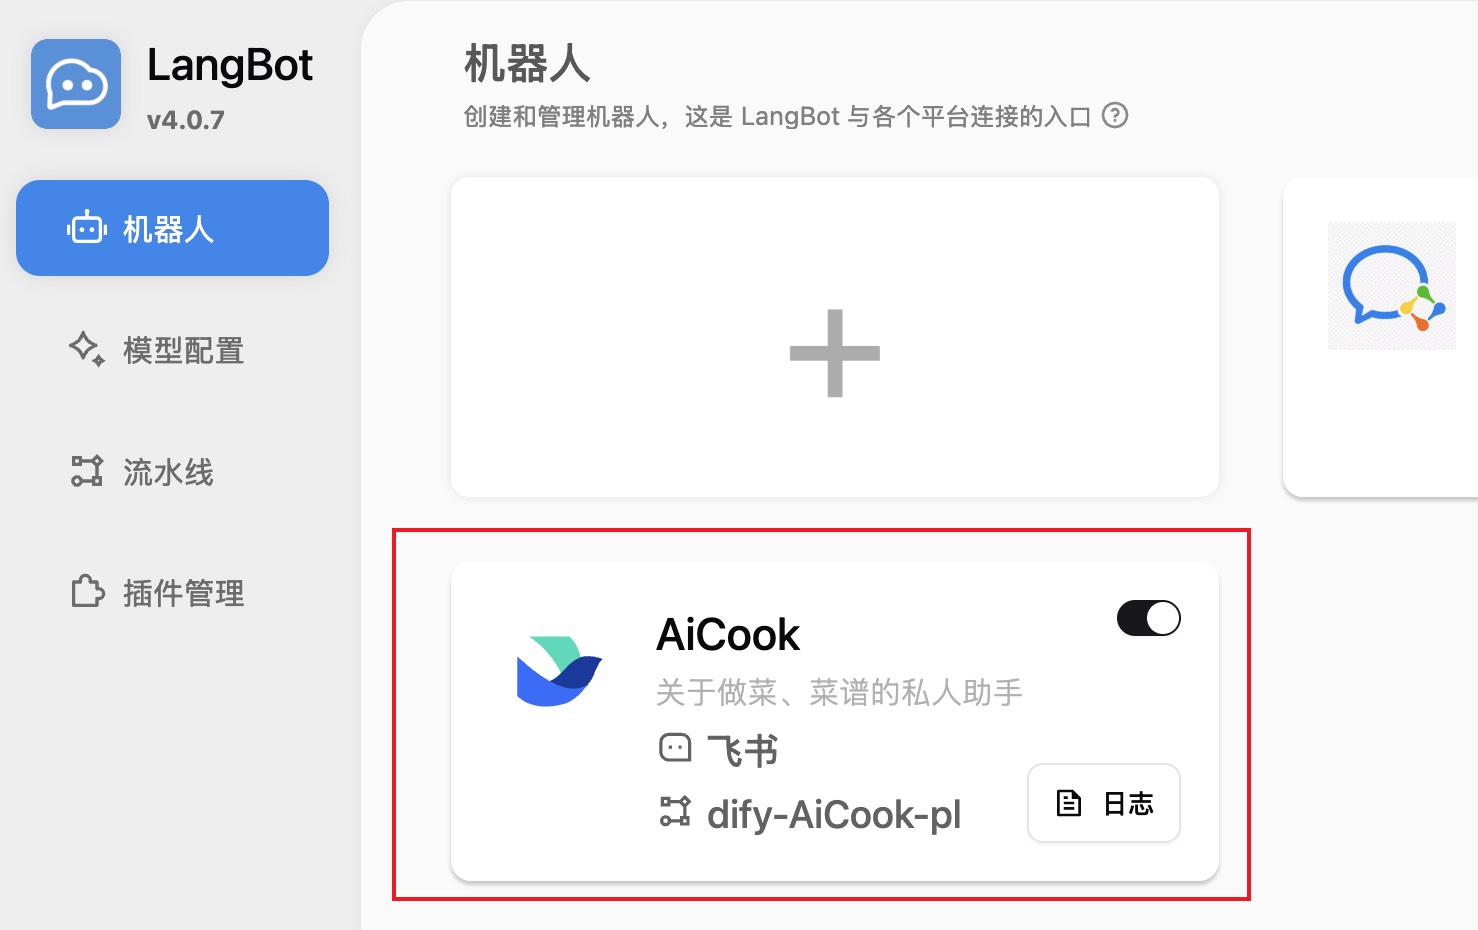 LangBot
v4.0.7
机器人
模型配置
流水线
插件管理
机器人
创建和管理机器人，这是 LangBot 与各个平台连接的入口
AiCook
关于做菜、菜谱的私人助手
飞书
dify-AiCook-pl
日志